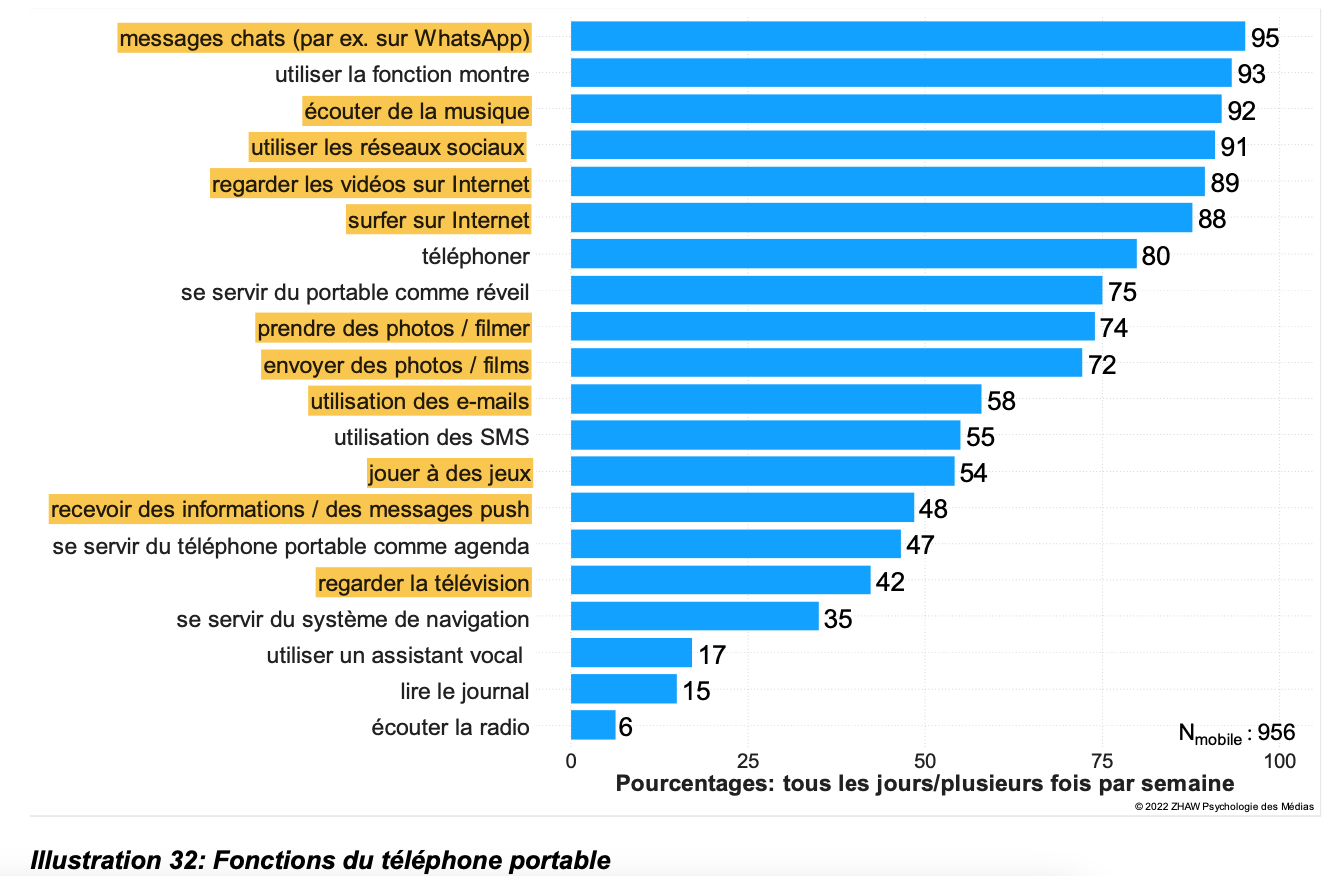 messages chats (par ex. sur WhatsApp) 95
utiliser la fonction montre 93
écouter de la musique 92
utiliser les réseaux sociaux 91
regarder les vidéos sur Internet 89
surfer sur Internet 88
téléphoner 80
se servir du portable comme réveil 75
prendre des photos / filmer 74
envoyer des photos / films 72
utilisation des e-mails 58
utilisation des SMS 55
jouer à des jeux 54
recevoir des informations / des messages push 48
se servir du téléphone portable comme agenda 47
regarder la télévision 42
se servir du système de navigation 35
utiliser un assistant vocal 17
lire le journal 15
écouter la radio 6
Nmobile : 956
0 25 50 75 100
Pourcentages: tous les jours/plusieurs fois par semaine
© 2022 ZHAW Psychologie des Médias
Illustration 32: Fonctions du téléphone portable